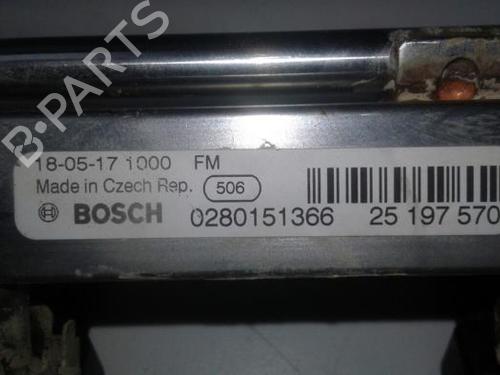 B-PARTS
18-05-17 1000 FM
Made in Czech Rep. 506
BOSCH 0280151366 25 197 570